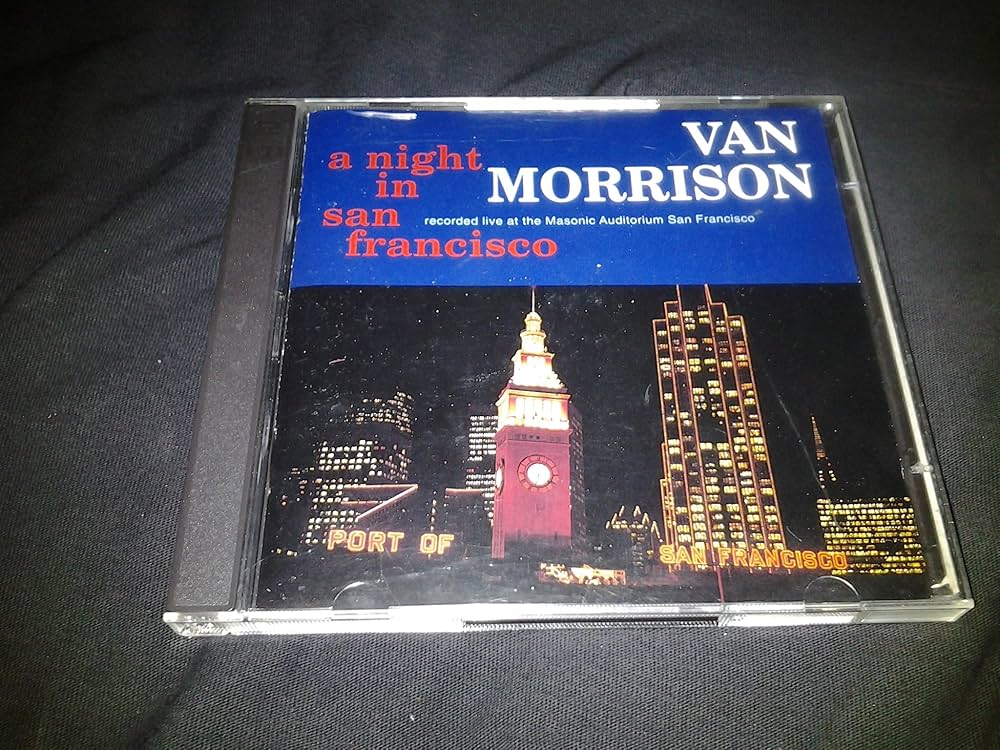 VAN
MORRISON
a night
in
san
francisco
recorded live at the Masonic Auditorium San Francisco
PORT OF
SAN FRANCISCO